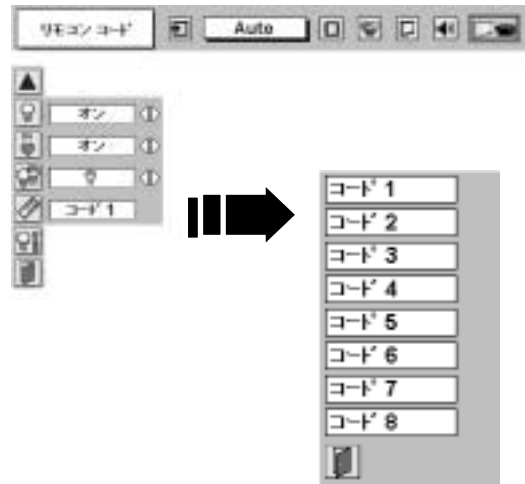 リモコン コード
Auto
オン
オン
コード 1
コード 1
コード 2
コード 3
コード 4
コード 5
コード 6
コード 7
コード 8